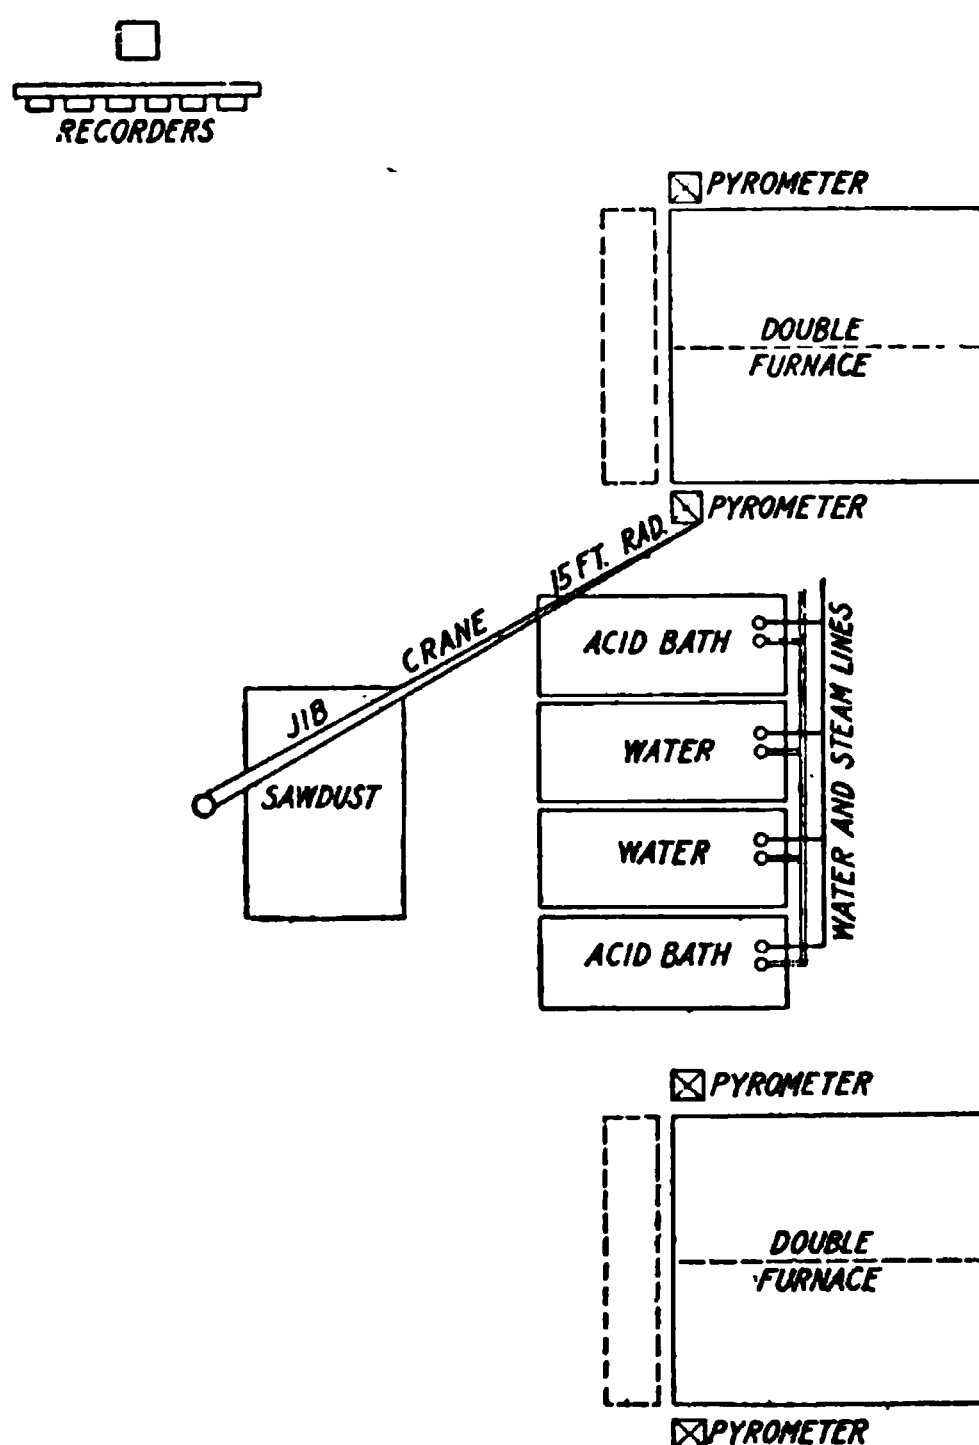 RECORDERS
PYROMETER
DOUBLE
FURNACE
PYROMETER
JIB CRANE 15 FT. RAD.
ACID BATH
WATER
SAWDUST
WATER
ACID BATH
WATER AND STEAM LINES
PYROMETER
DOUBLE
FURNACE
PYROMETER